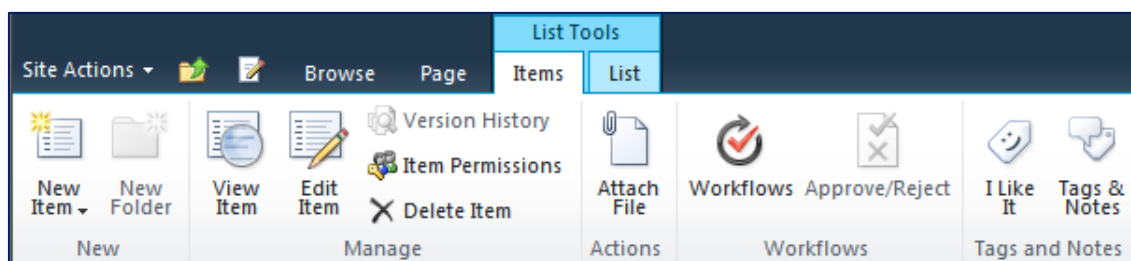 List Tools
Site Actions Browse Page Items List
Version History
Item Permissions
Delete Item
New Item
New Folder
View Item
Edit Item
Attach File
Workflows
Approve/Reject
I Like It
Tags & Notes
New
Manage
Actions
Workflows
Tags and Notes